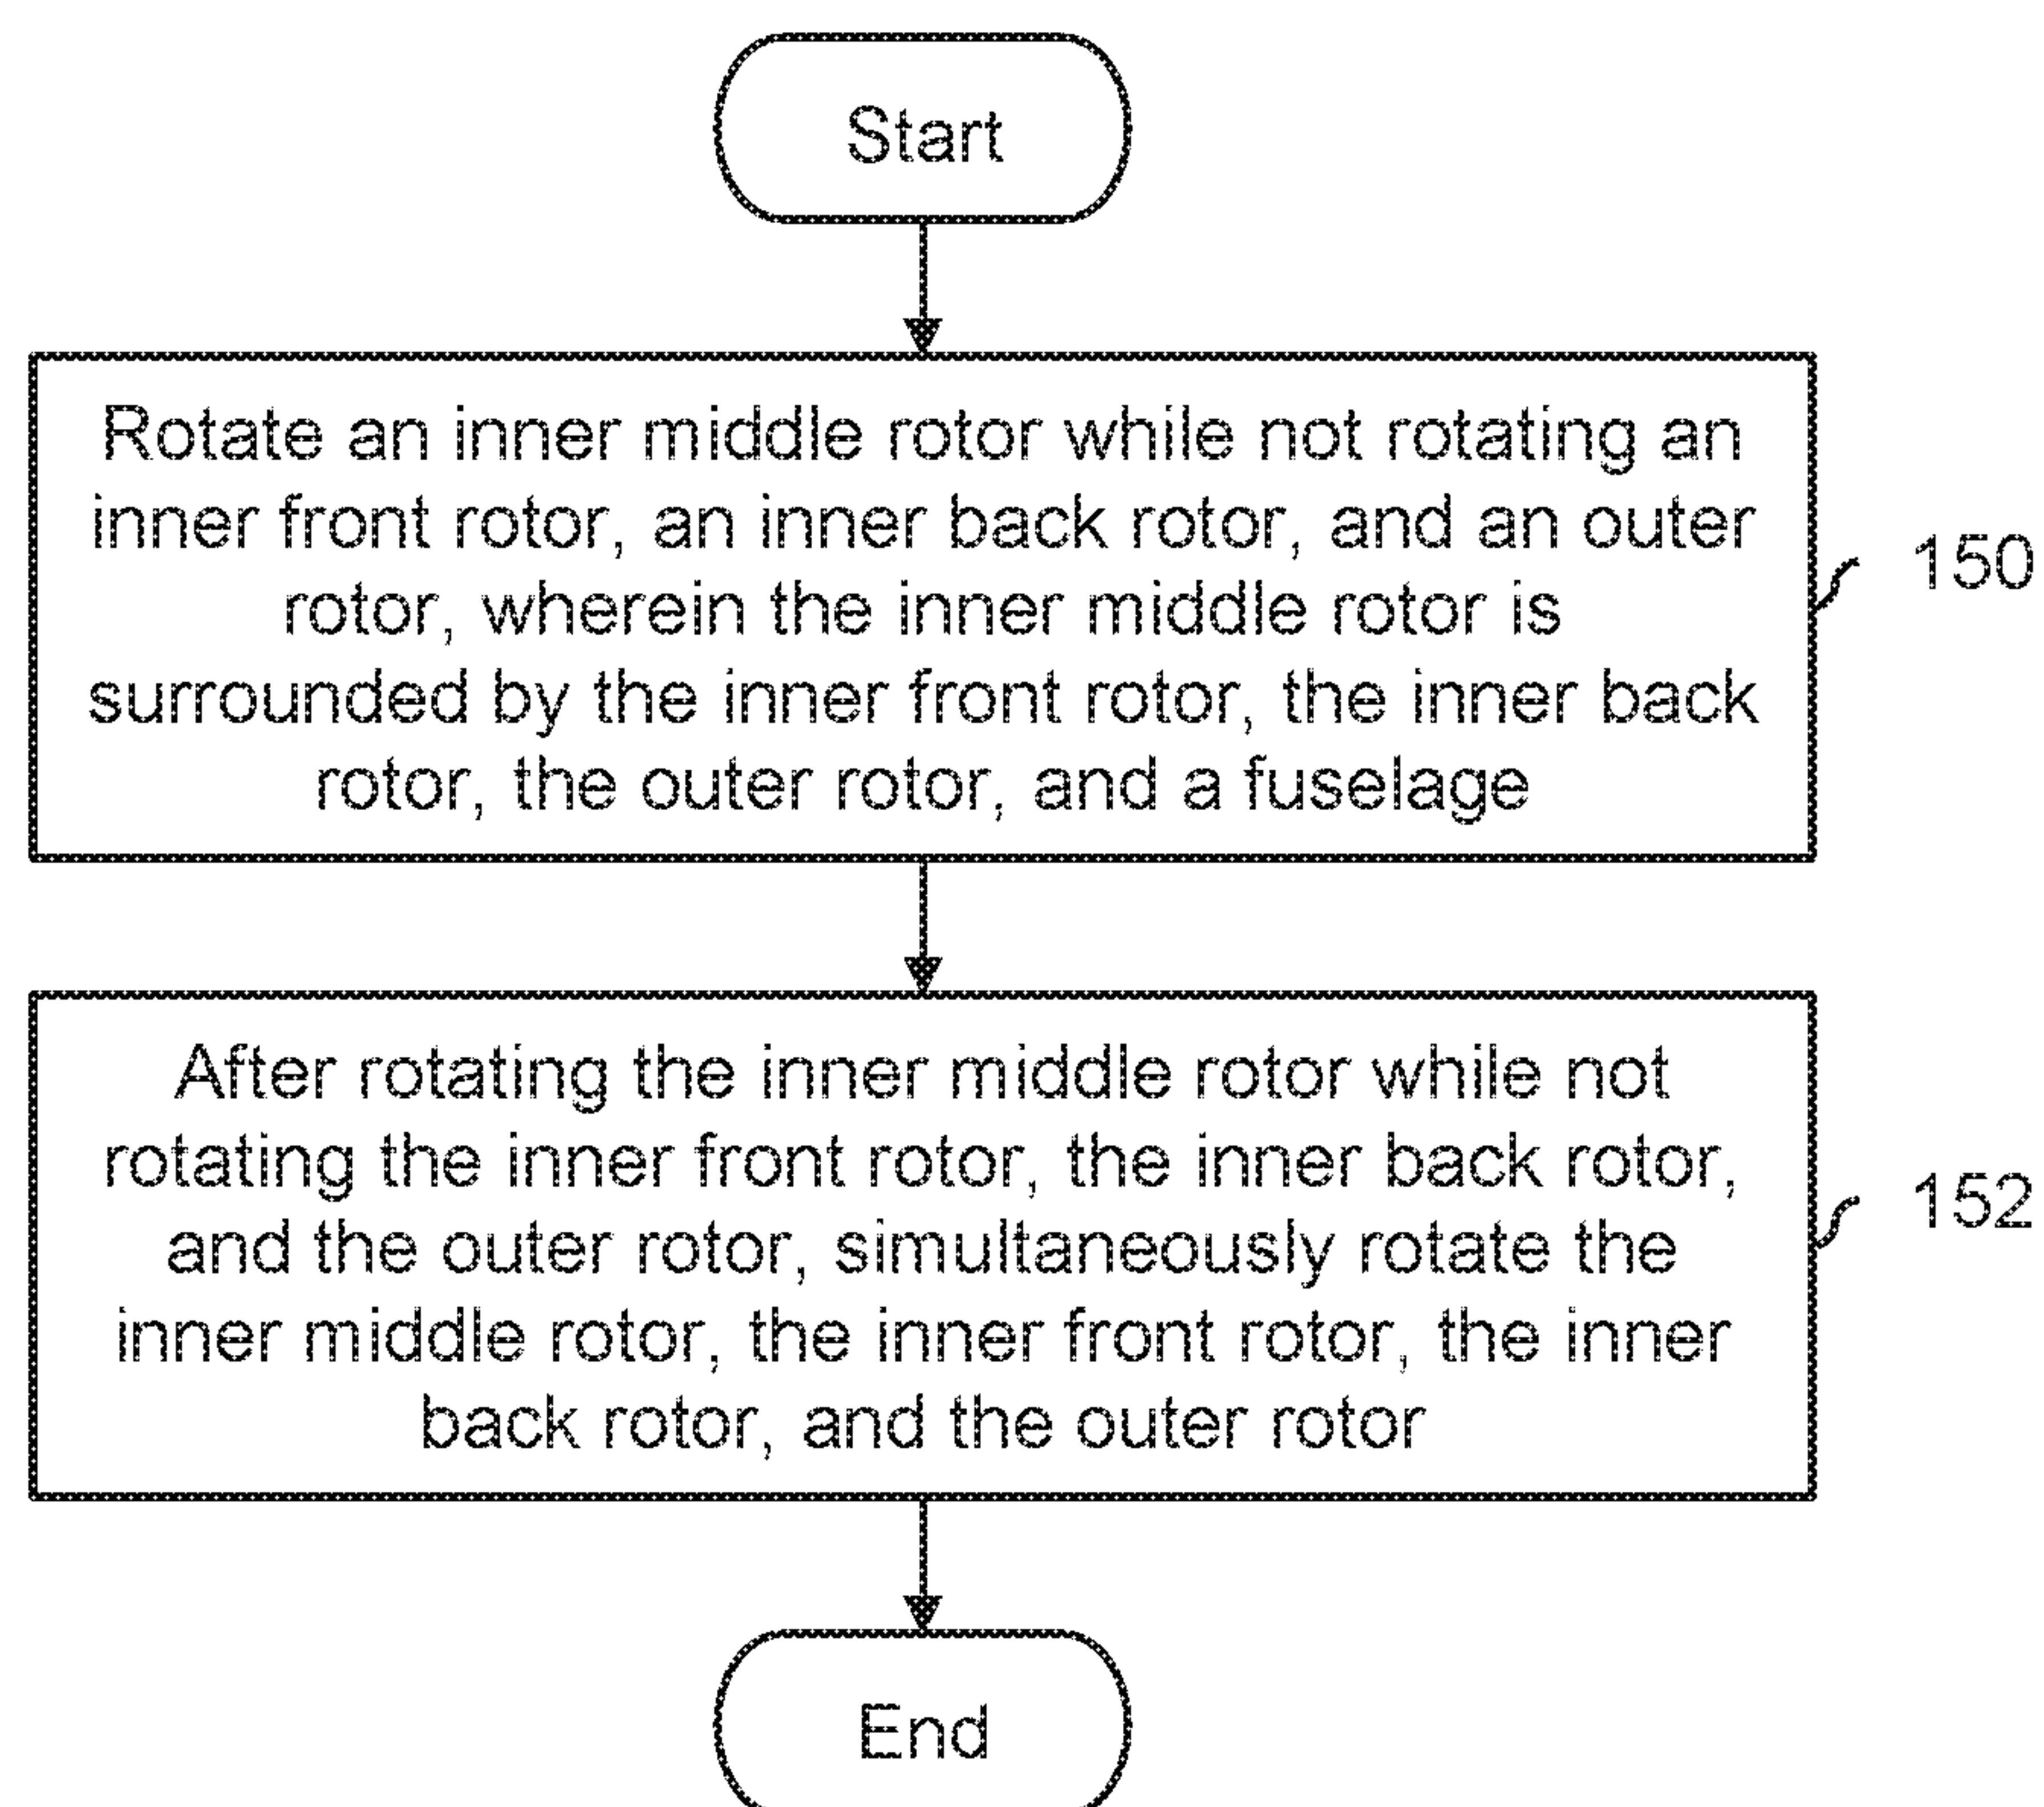 Start
Rotate an inner middle rotor while not rotating an
inner front rotor, an inner back rotor, and an outer
rotor, wherein the inner middle rotor is
surrounded by the inner front rotor, the inner back
rotor, the outer rotor, and a fuselage
150
After rotating the inner middle rotor while not
rotating the inner front rotor, the inner back rotor,
and the outer rotor, simultaneously rotate the
inner middle rotor, the inner front rotor, the inner
back rotor, and the outer rotor
152
End